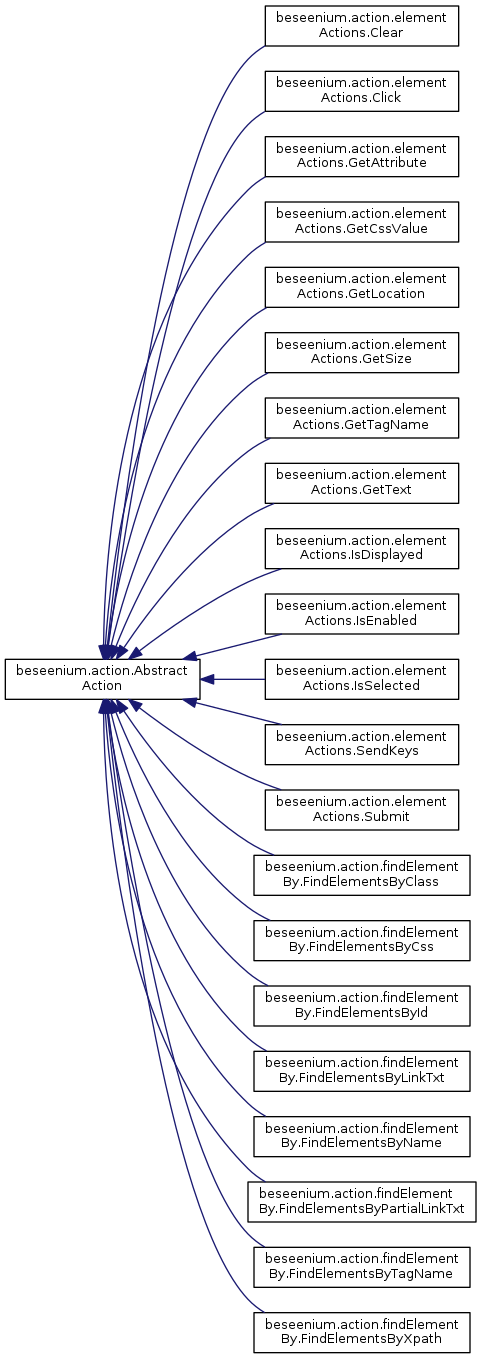 beseenium.action.element
Actions.Clear
beseenium.action.element
Actions.Click
beseenium.action.element
Actions.GetAttribute
beseenium.action.element
Actions.GetCssValue
beseenium.action.element
Actions.GetLocation
beseenium.action.element
Actions.GetSize
beseenium.action.element
Actions.GetTagName
beseenium.action.element
Actions.GetText
beseenium.action.element
Actions.IsDisplayed
beseenium.action.element
Actions.IsEnabled
beseenium.action.Abstract
Action
beseenium.action.element
Actions.IsSelected
beseenium.action.element
Actions.SendKeys
beseenium.action.element
Actions.Submit
beseenium.action.findElement
By.FindElementsByClass
beseenium.action.findElement
By.FindElementsByCss
beseenium.action.findElement
By.FindElementsById
beseenium.action.findElement
By.FindElementsByLinkTxt
beseenium.action.findElement
By.FindElementsByName
beseenium.action.findElement
By.FindElementsByPartialLinkTxt
beseenium.action.findElement
By.FindElementsByTagName
beseenium.action.findElement
By.FindElementsByXpath